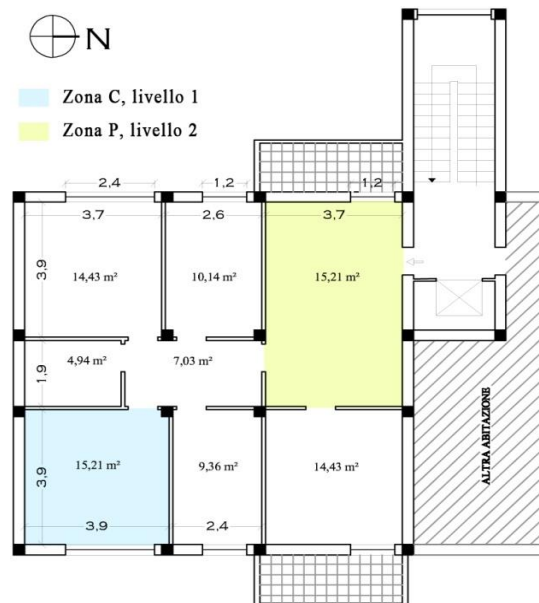 N
Zona C, livello 1
Zona P, livello 2
2,4
1,2
1,2
3,7
2,6
3,7
3,9
14,43 m²
10,14 m²
15,21 m²
1,9
4,94 m²
7,03 m²
3,9
15,21 m²
9,36 m²
14,43 m²
ALTRA ABITAZIONE
3,9
2,4